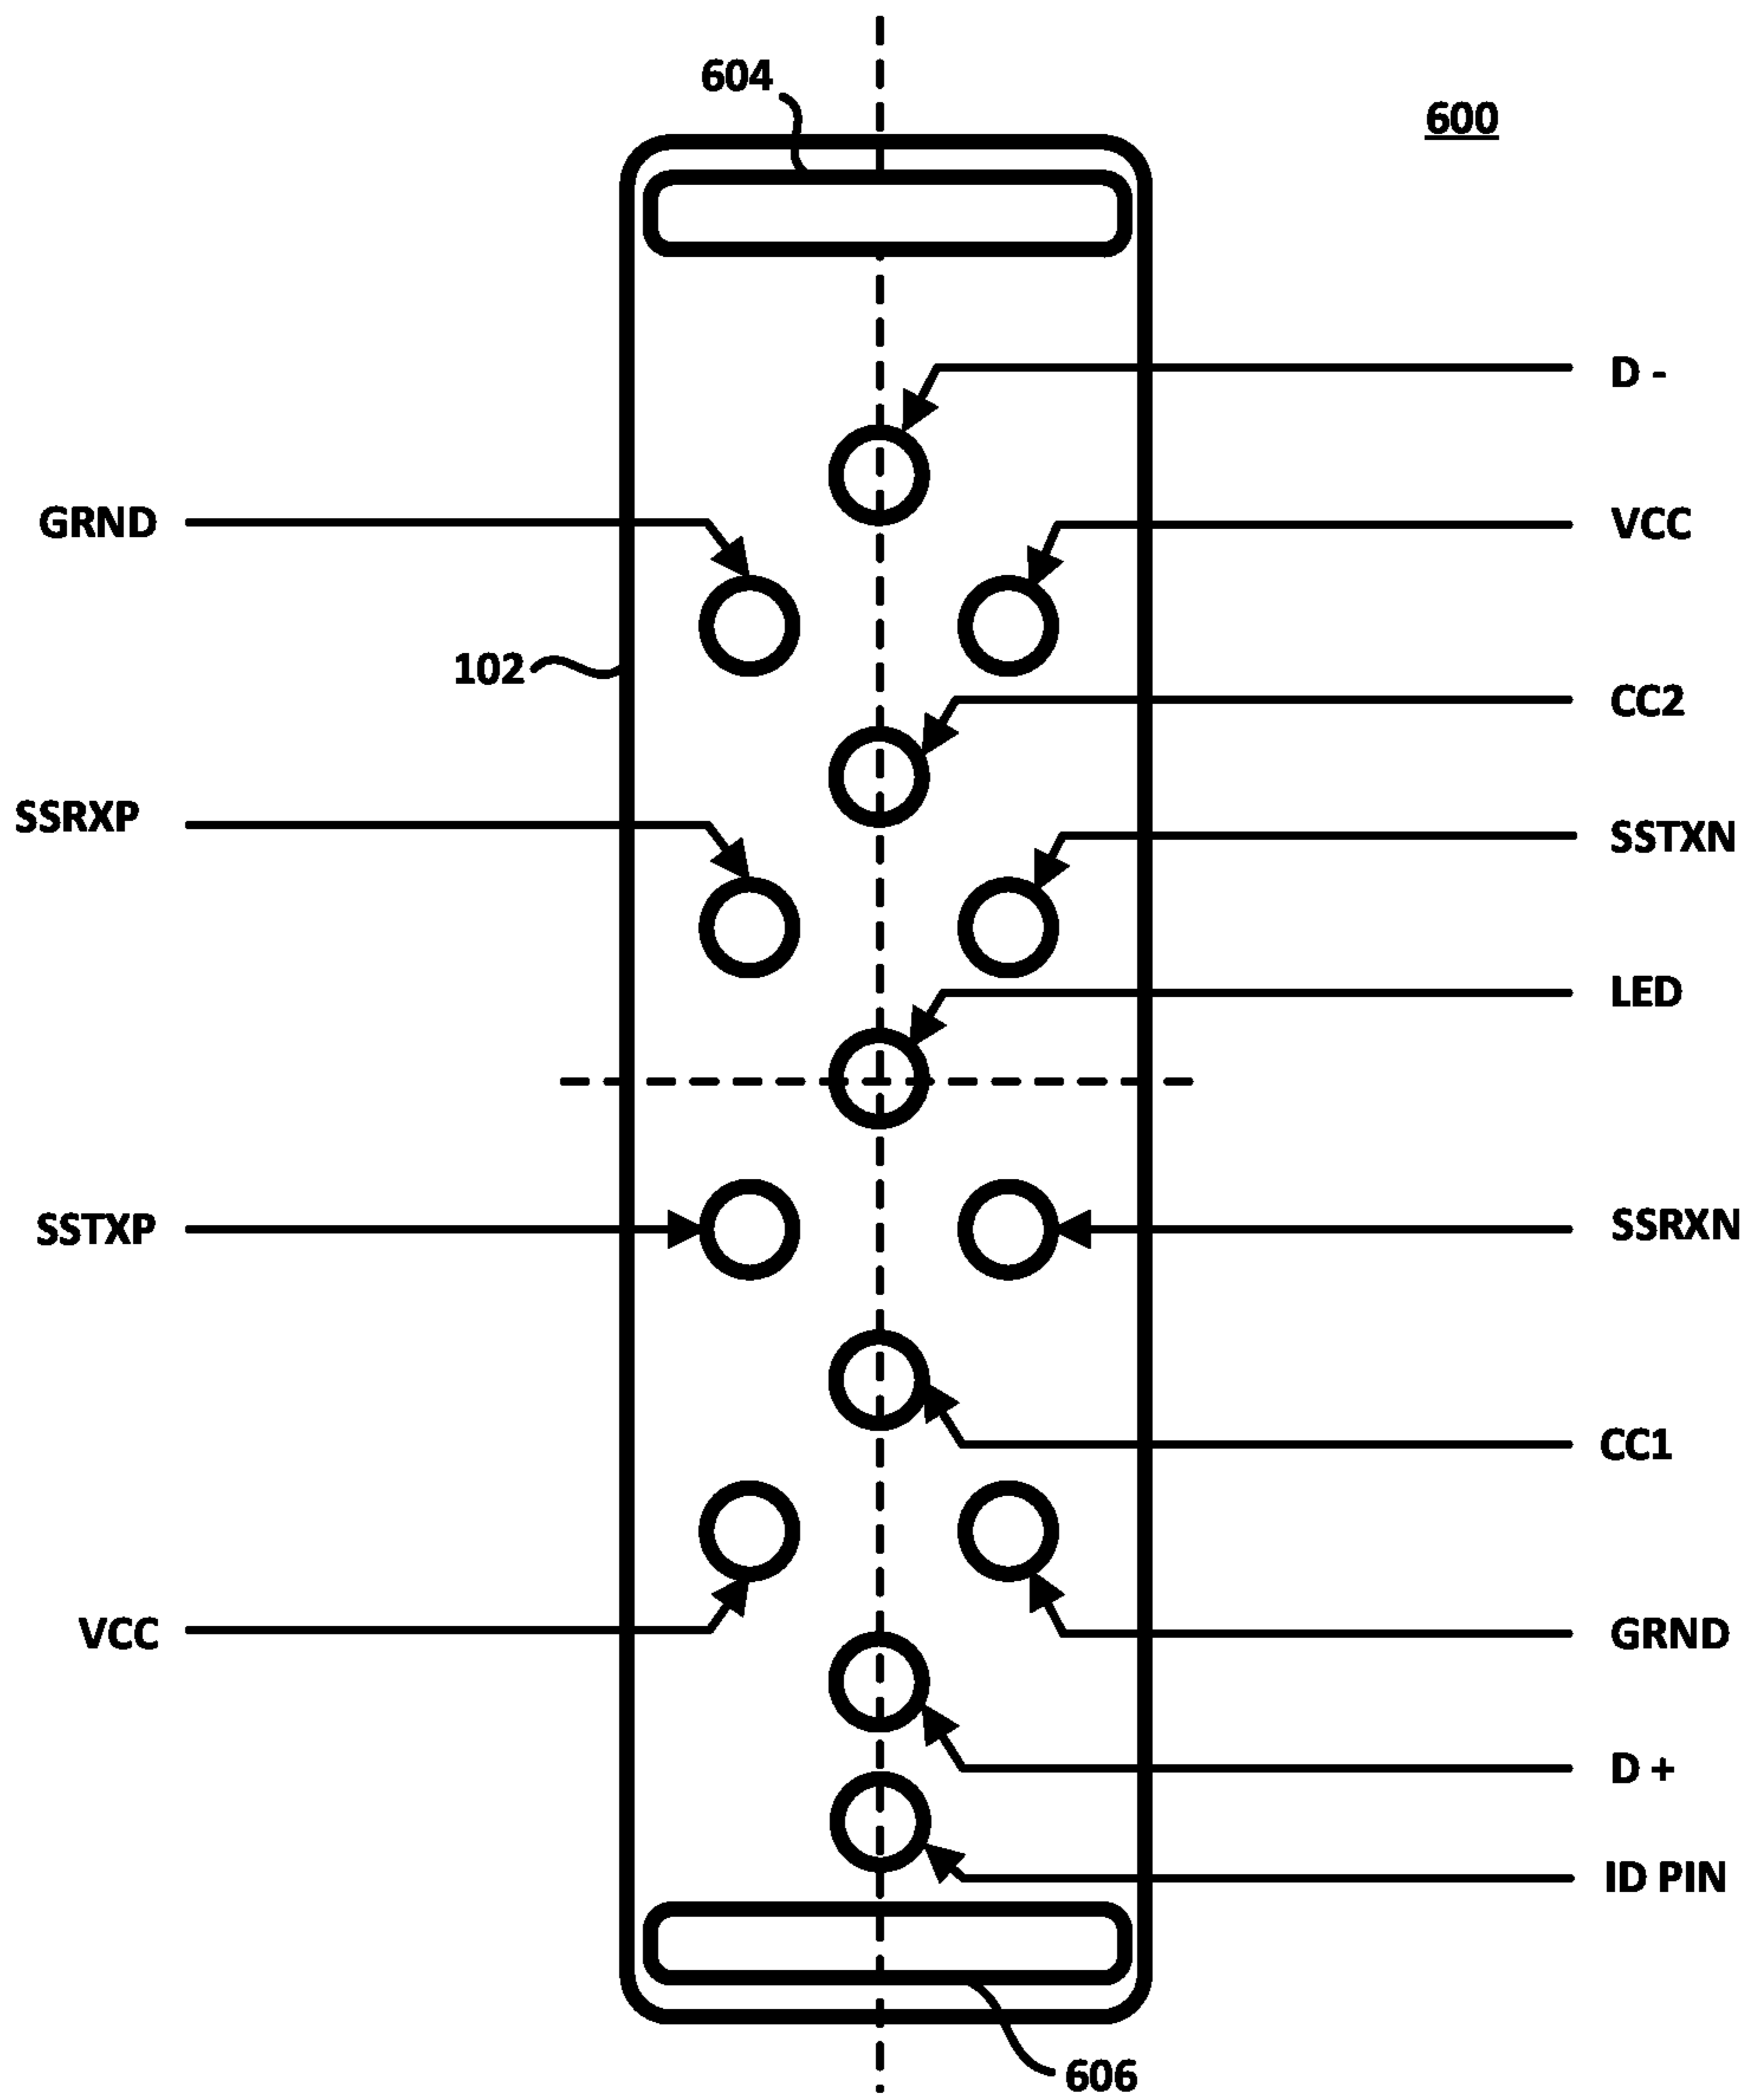 604
600
D -
GRND
VCC
102
CC2
SSRXP
SSTXN
LED
SSTXP
SSRXN
CC1
VCC
GRND
D +
ID PIN
606